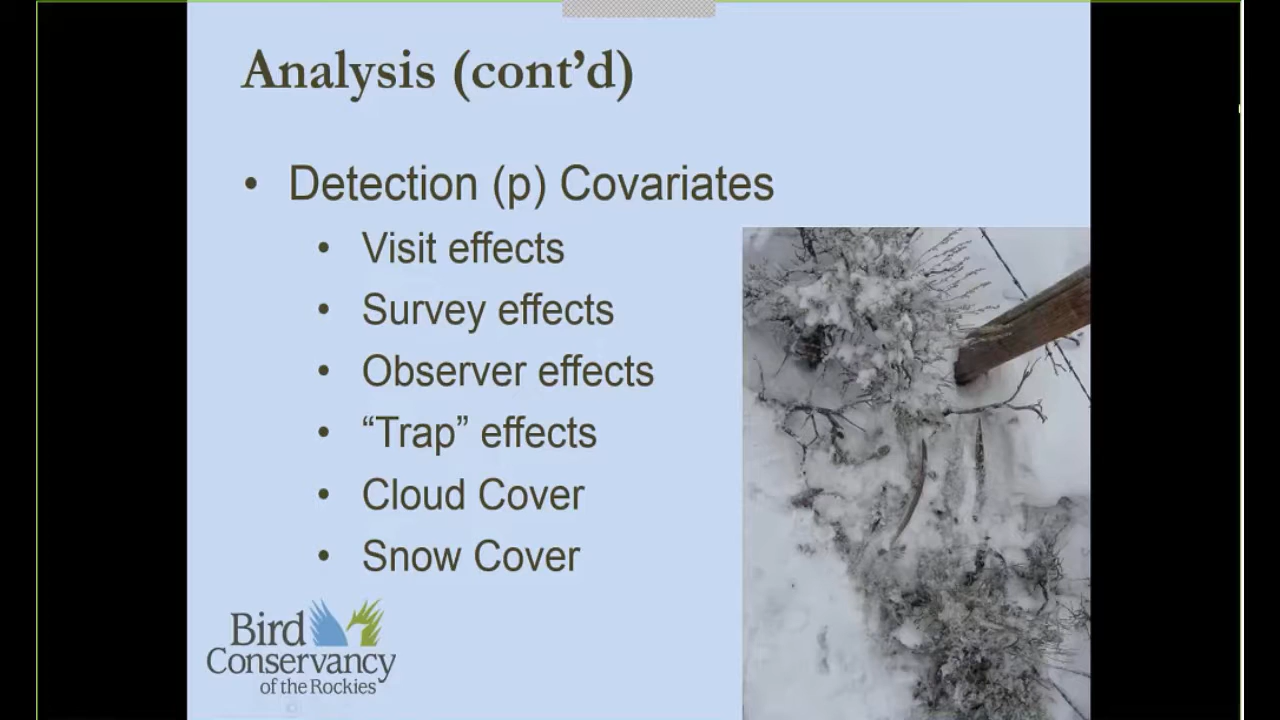 Analysis (cont’d)
• Detection (p) Covariates
• Visit effects
• Survey effects
• Observer effects
• “Trap” effects
• Cloud Cover
• Snow Cover
Bird
Conservancy
of the Rockies